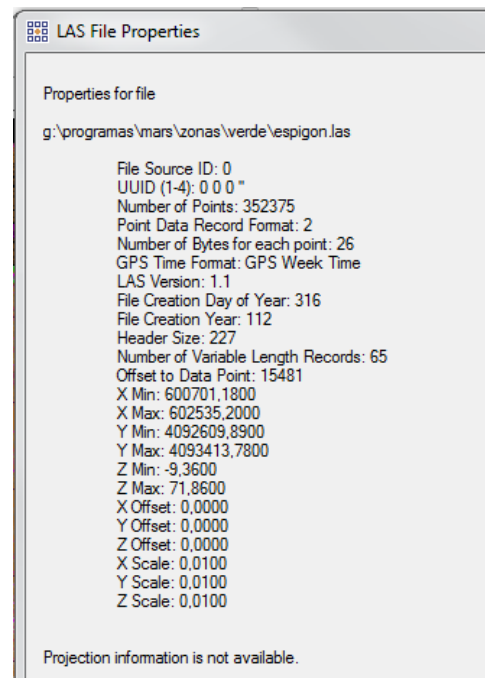 LAS File Properties
Properties for file
g:\programas\mars\zonas\verde\espigon.las
File Source ID: 0
UUID (1-4): 0 0 0 "
Number of Points: 352375
Point Data Record Format: 2
Number of Bytes for each point: 26
GPS Time Format: GPS Week Time
LAS Version: 1.1
File Creation Day of Year: 316
File Creation Year: 112
Header Size: 227
Number of Variable Length Records: 65
Offset to Data Point: 15481
X Min: 600701,1800
X Max: 602535,2000
Y Min: 4092609,8900
Y Max: 4093413,7800
Z Min: -9,3600
Z Max: 71,8600
X Offset: 0,0000
Y Offset: 0,0000
Z Offset: 0,0000
X Scale: 0,0100
Y Scale: 0,0100
Z Scale: 0,0100
Projection information is not available.